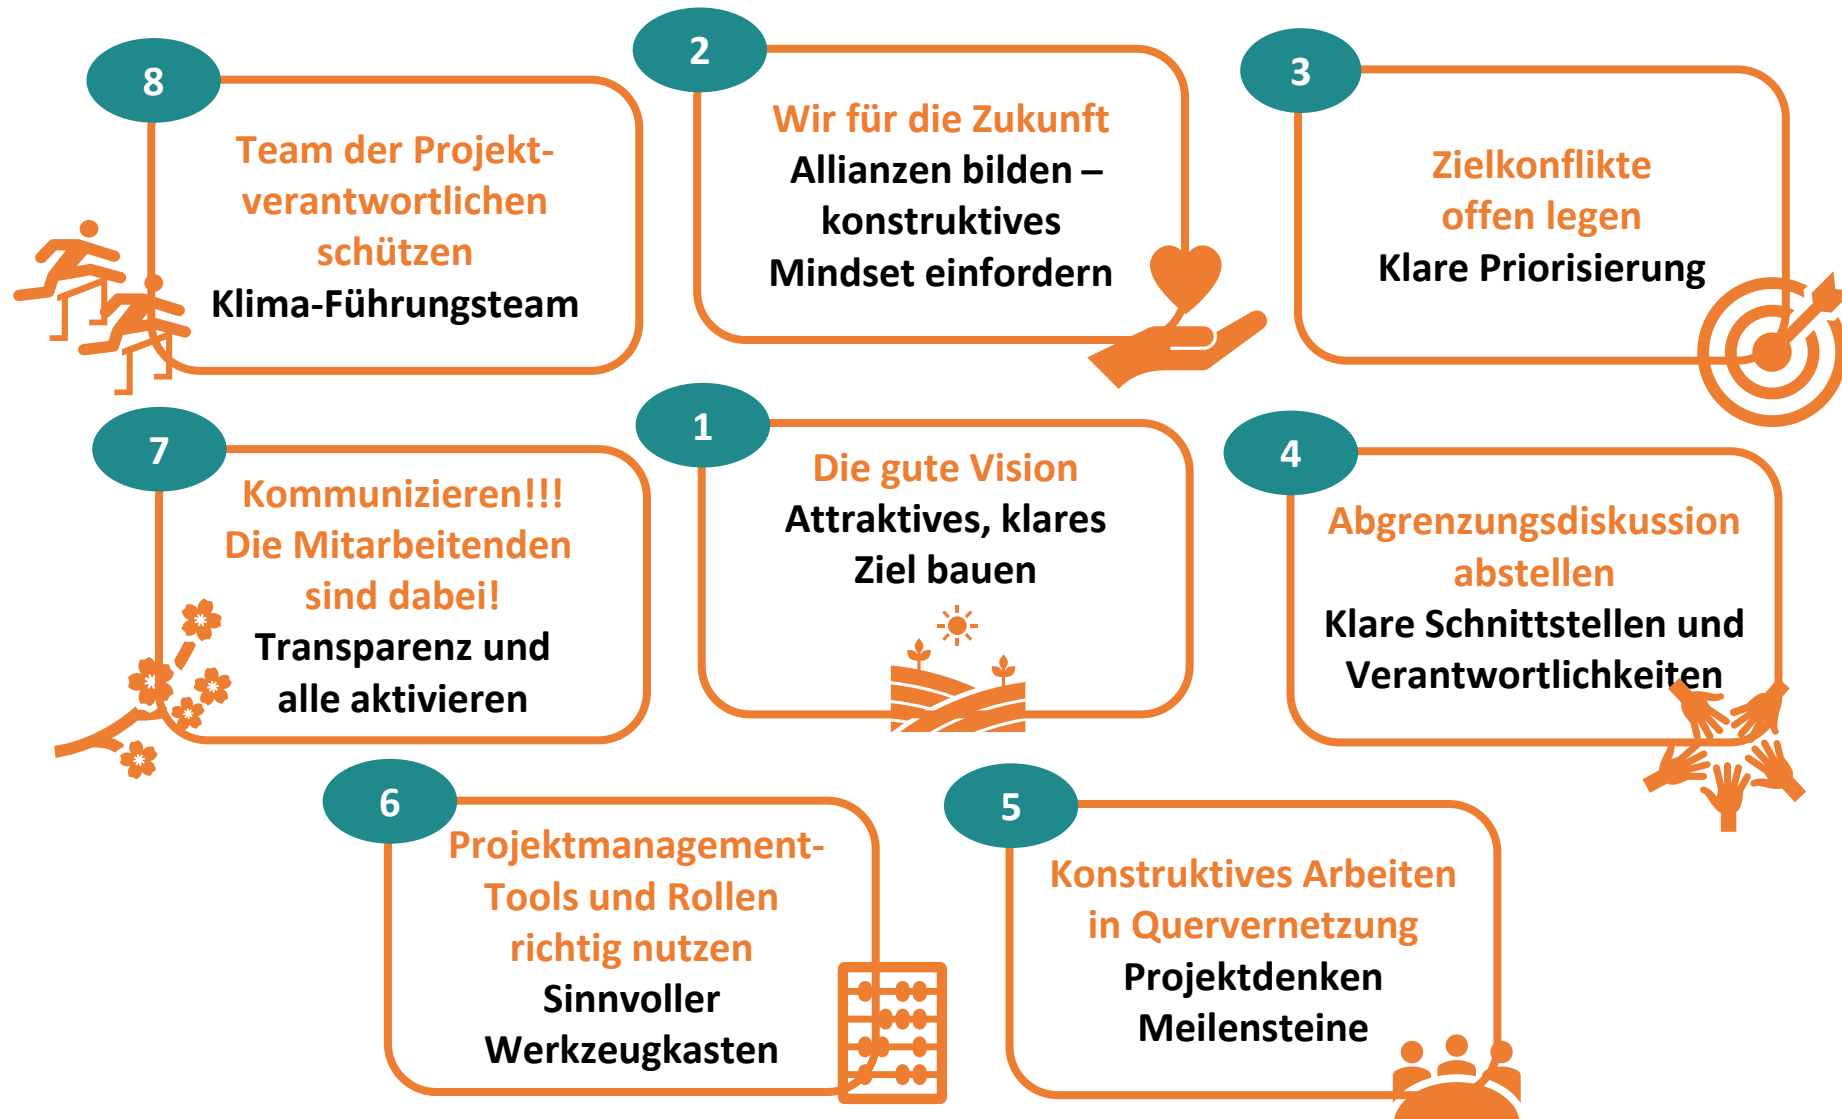 1
Die gute Vision
Attraktives, klares
Ziel bauen
2
Wir für die Zukunft
Allianzen bilden –
konstruktives
Mindset einfordern
3
Zielkonflikte
offen legen
Klare Priorisierung
4
Abgrenzungsdiskussion
abstellen
Klare Schnittstellen und
Verantwortlichkeiten
5
Konstruktives Arbeiten
in Quervernetzung
Projektdenken
Meilensteine
6
Projektmanagement-
Tools und Rollen
richtig nutzen
Sinnvoller
Werkzeugkasten
7
Kommunizieren!!!
Die Mitarbeitenden
sind dabei!
Transparenz und
alle aktivieren
8
Team der Projekt-
verantwortlichen
schützen
Klima-Führungsteam